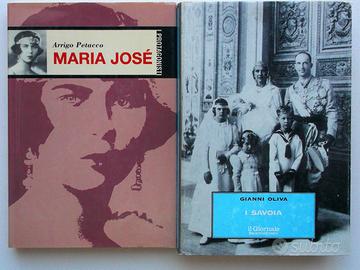 I PROTAGONISTI
Arrigo Petacco
MARIA JOSÉ
GIANNI OLIVA
I SAVOIA
il Giornale
subito